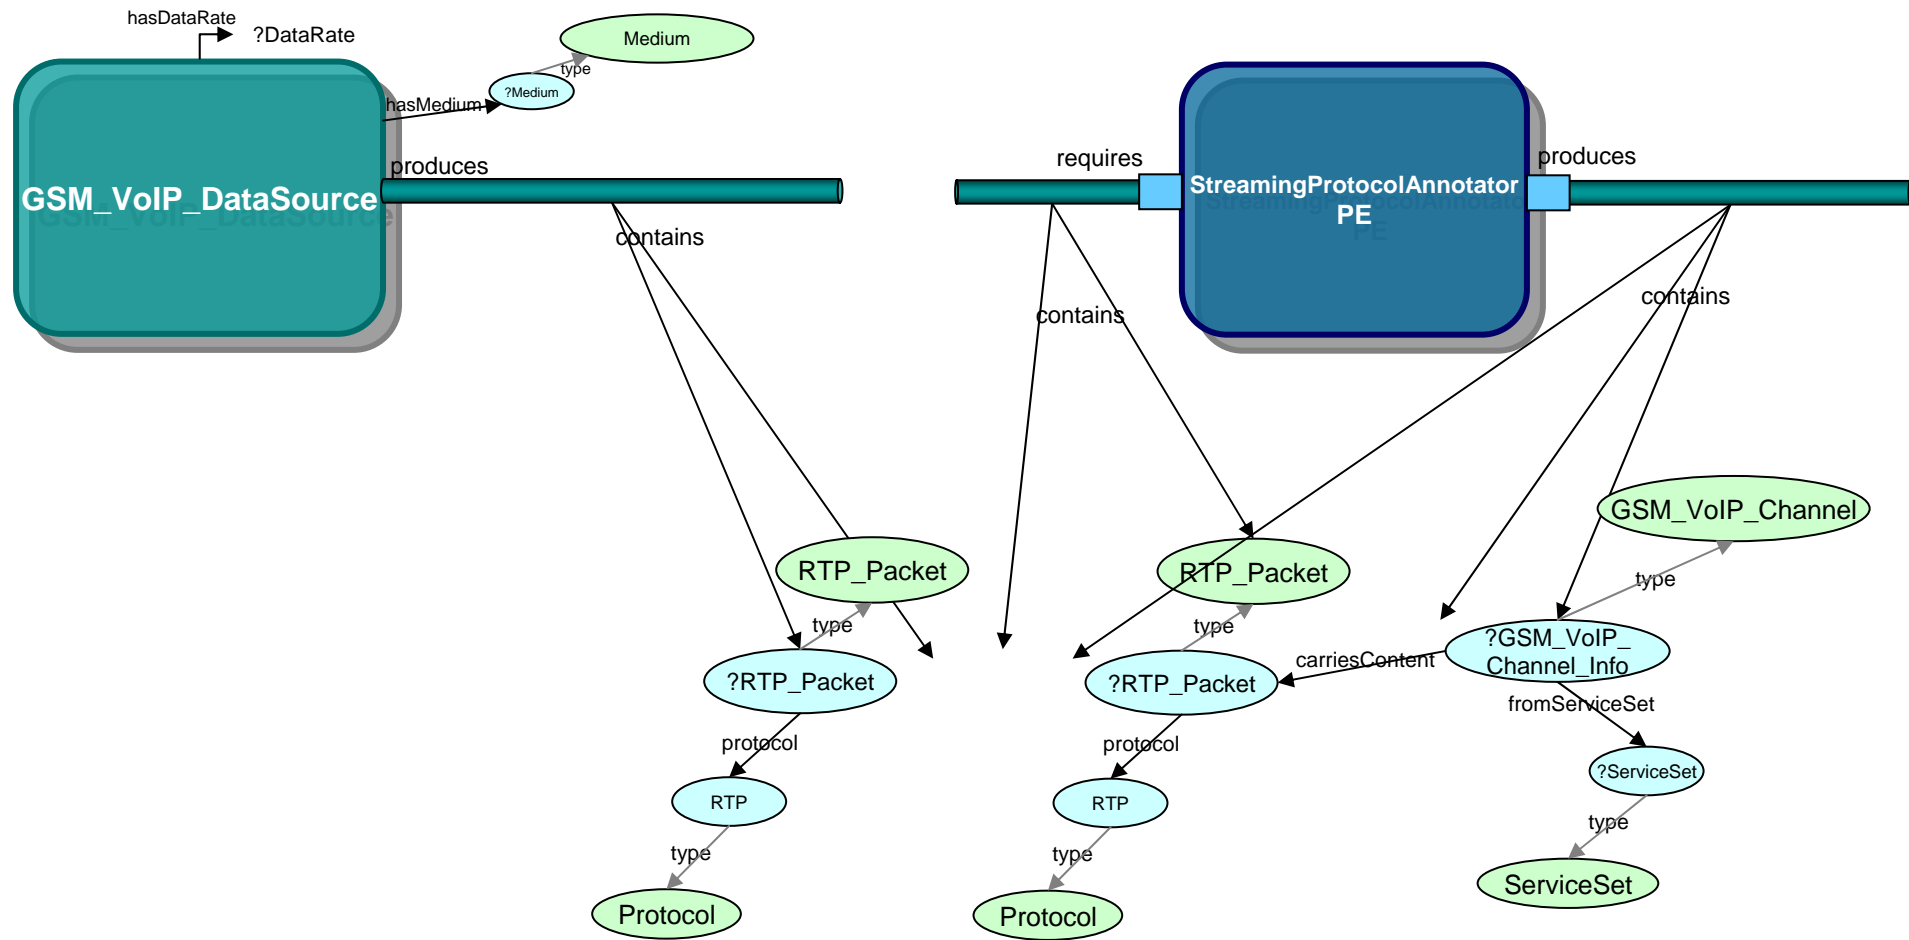 hasDataRate
?DataRate
Medium
type
?Medium
hasMedium
produces
GSM_VoIP_DataSource
contains
requires
StreamingProtocolAnnotator
PE
produces
contains
contains
GSM_VoIP_Channel
type
RTP_Packet
type
?RTP_Packet
protocol
RTP
type
Protocol
RTP_Packet
type
?RTP_Packet
carriesContent
?GSM_VoIP_
Channel_Info
fromServiceSet
protocol
RTP
type
Protocol
?ServiceSet
type
ServiceSet